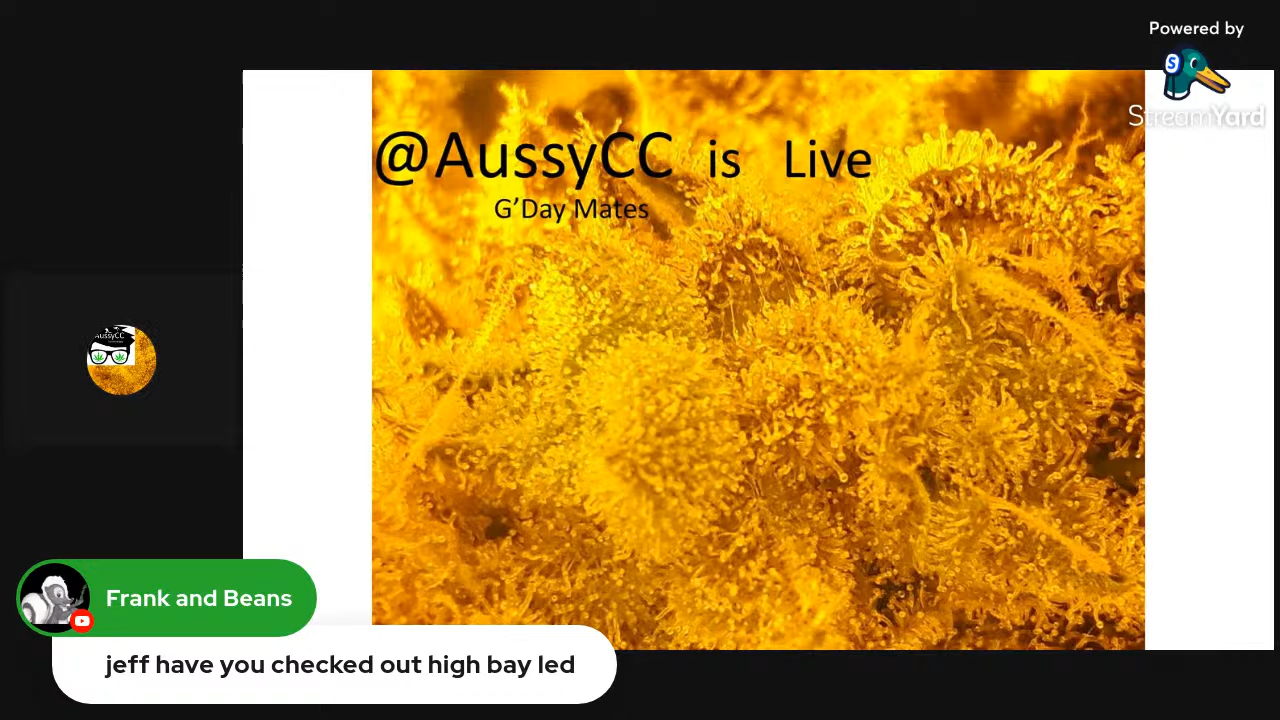 Powered by
StreamYard
@AussyCC is Live
G'Day Mates
AussyCC
Frank and Beans
jeff have you checked out high bay led